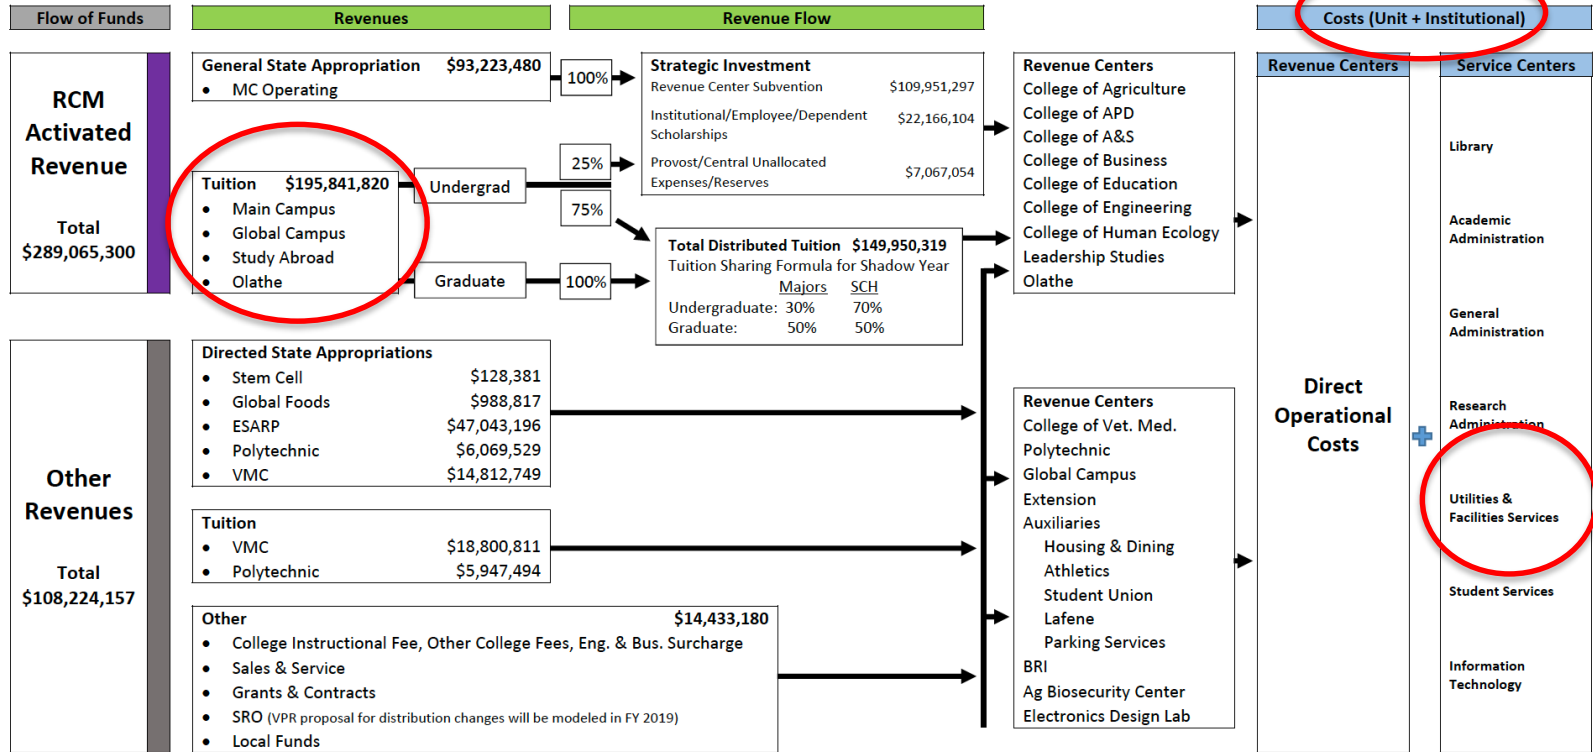 Flow of Funds
Revenues
Revenue Flow
Costs (Unit + Institutional)
RCM
Activated
Revenue
Total
$289,065,300
General State Appropriation $93,223,480
• MC Operating
100%
Tuition $195,841,820
• Main Campus
• Global Campus
• Study Abroad
• Olathe
Undergrad
25%
75%
Graduate
100%
Strategic Investment
Revenue Center Subvention $109,951,297
Institutional/Employee/Dependent $22,166,104
Scholarships
Provost/Central Unallocated $7,067,054
Expenses/Reserves
Total Distributed Tuition $149,950,319
Tuition Sharing Formula for Shadow Year
Majors SCH
Undergraduate: 30% 70%
Graduate: 50% 50%
Revenue Centers
College of Agriculture
College of APD
College of A&S
College of Business
College of Education
College of Engineering
College of Human Ecology
Leadership Studies
Olathe
Other
Revenues
Total
$108,224,157
Directed State Appropriations
• Stem Cell $128,381
• Global Foods $988,817
• ESARP $47,043,196
• Polytechnic $6,069,529
• VMC $14,812,749
Tuition
• VMC $18,800,811
• Polytechnic $5,947,494
Other $14,433,180
• College Instructional Fee, Other College Fees, Eng. & Bus. Surcharge
• Sales & Service
• Grants & Contracts
• SRO (VPR proposal for distribution changes will be modeled in FY 2019)
• Local Funds
Revenue Centers
College of Vet. Med.
Polytechnic
Global Campus
Extension
Auxiliaries
Housing & Dining
Athletics
Student Union
Lafene
Parking Services
BRI
Ag Biosecurity Center
Electronics Design Lab
Revenue Centers
Direct
Operational
Costs
Service Centers
Library
Academic
Administration
General
Administration
Research
Administration
Utilities &
Facilities Services
Student Services
Information
Technology